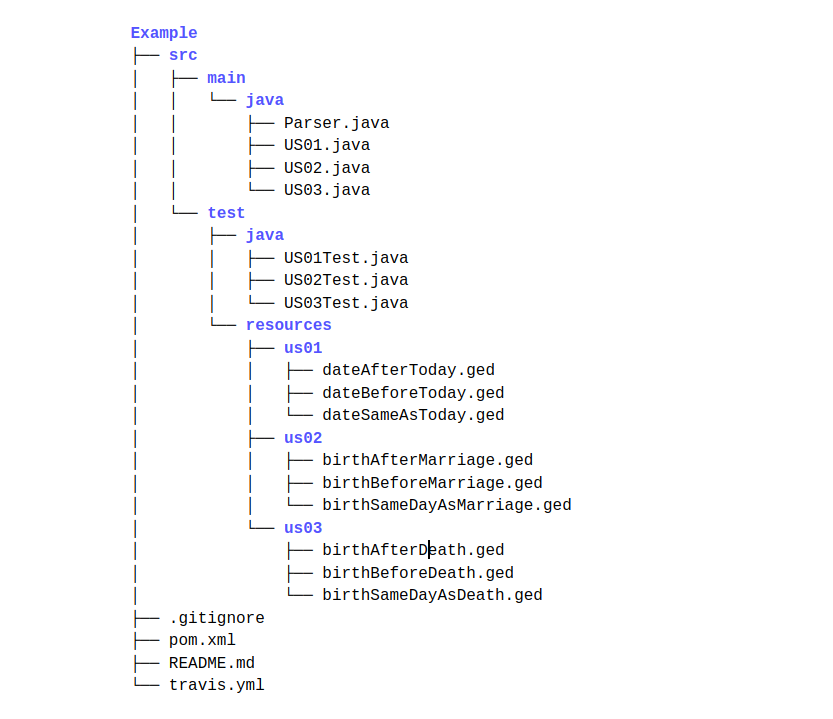 Example
├── src
│   ├── main
│   │   └── java
│   │       ├── Parser.java
│   │       ├── US01.java
│   │       ├── US02.java
│   │       └── US03.java
│   └── test
│       ├── java
│       │   ├── US01Test.java
│       │   ├── US02Test.java
│       │   └── US03Test.java
│       └── resources
│           ├── us01
│           │   ├── dateAfterToday.ged
│           │   ├── dateBeforeToday.ged
│           │   └── dateSameAsToday.ged
│           ├── us02
│           │   ├── birthAfterMarriage.ged
│           │   ├── birthBeforeMarriage.ged
│           │   └── birthSameDayAsMarriage.ged
│           └── us03
│               ├── birthAfterDeath.ged
│               ├── birthBeforeDeath.ged
│               └── birthSameDayAsDeath.ged
├── .gitignore
├── pom.xml
├── README.md
└── travis.yml